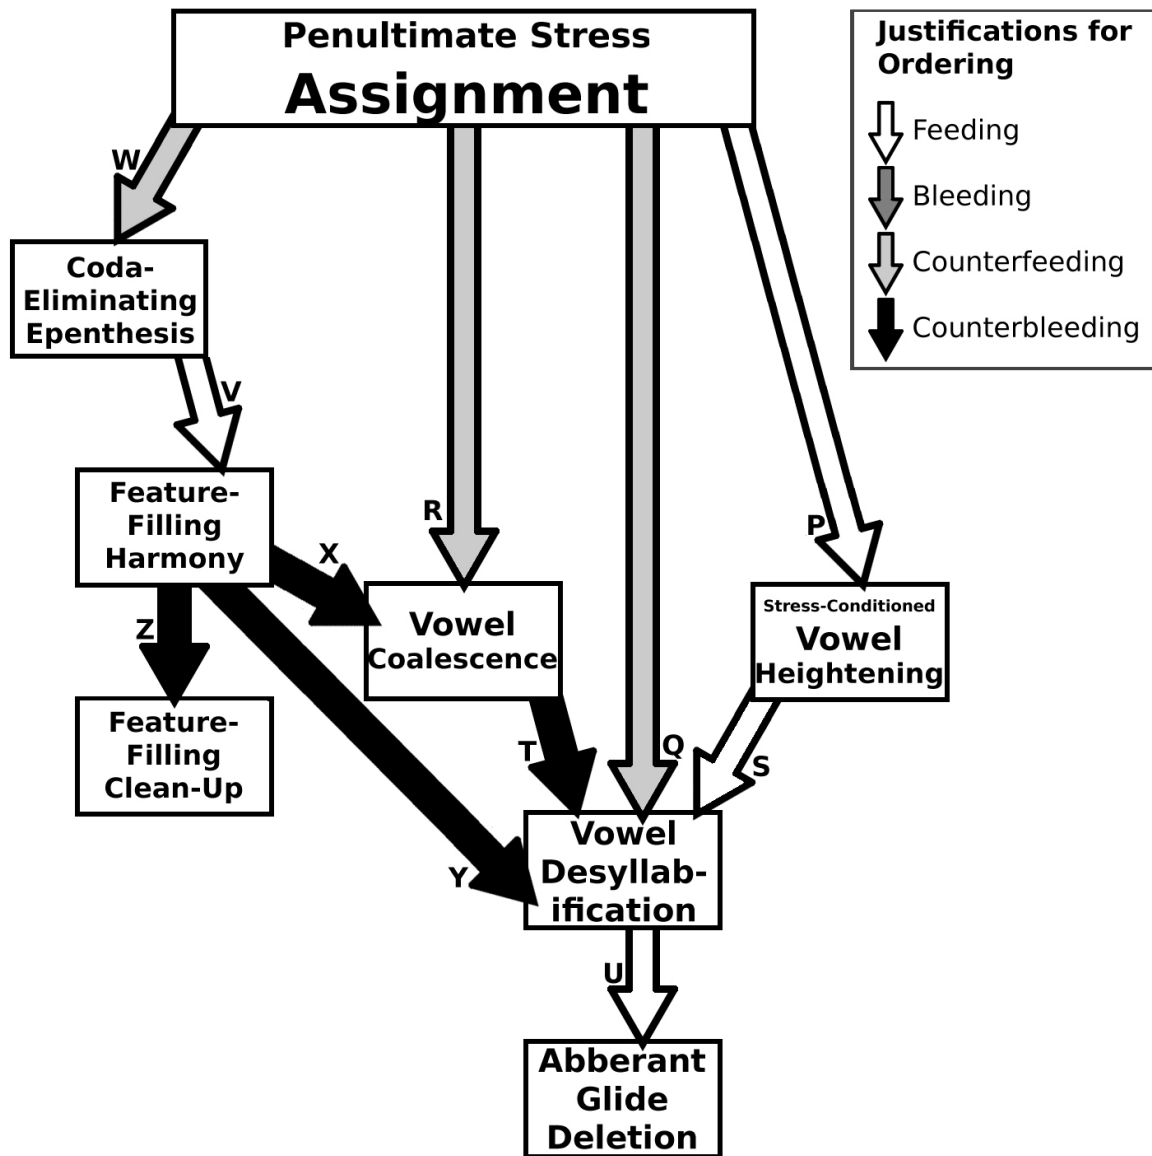 Penultimate Stress
Assignment
Justifications for
Ordering
Feeding
Bleeding
Counterfeeding
Counterbleeding
W
Coda-
Eliminating
Epenthesis
V
Feature-
Filling
Harmony
R
P
X
Vowel
Coalescence
Stress-Conditioned
Vowel
Heightening
Z
Feature-
Filling
Clean-Up
T
Q
S
Y
Vowel
Desyllab-
ification
U
Abberant
Glide
Deletion